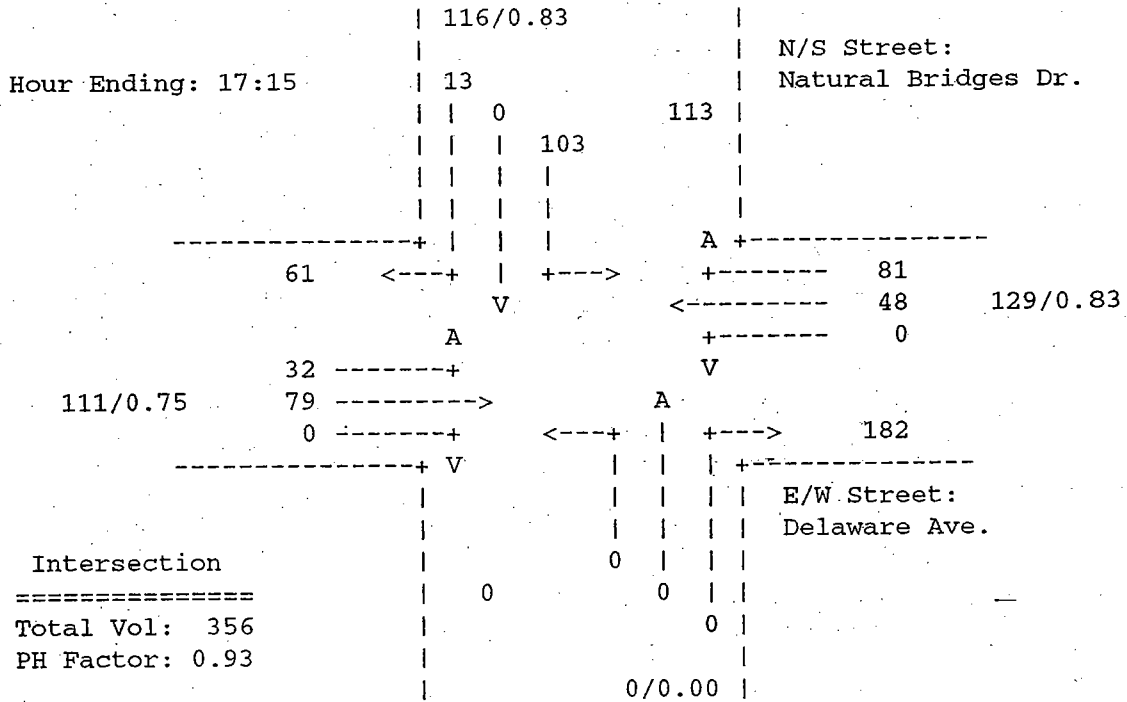 116/0.83
N/S Street:
Hour Ending: 17:15 13 Natural Bridges Dr.
0 113
103
A
61 <---+ | +---> +------- 81
V <--------- 48 129/0.83
A +------- 0
32 -------+ V
111/0.75 79 ---------> A
0 -------+ <---+ | +---> 182
V
E/W Street:
Delaware Ave.
Intersection 0
=============== 0 0
Total Vol: 356 0
PH Factor: 0.93
0/0.00